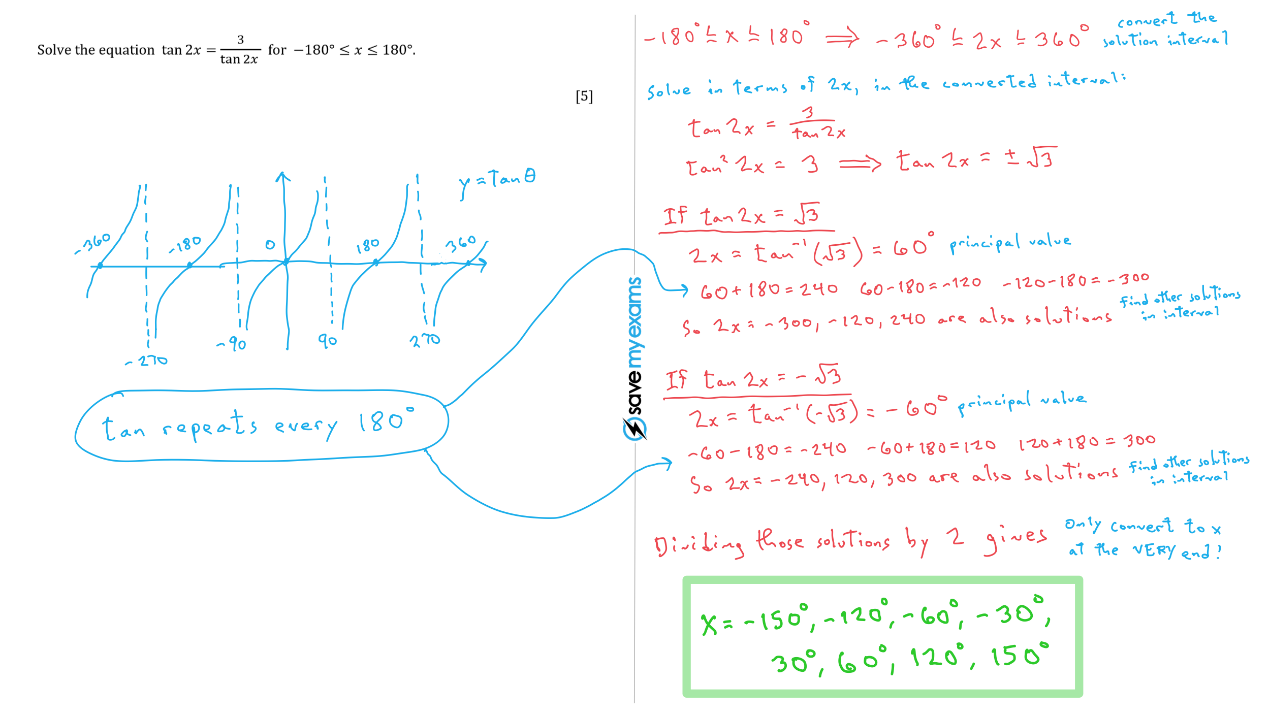 Solve the equation tan 2x = 3/tan 2x for −180° ≤ x ≤ 180°.
[5]
y = tan θ
-360 -180 0 180 360
-270 -90 90 270
tan repeats every 180°
save my exams
-180° ≤ x ≤ 180° ⟹ -360° ≤ 2x ≤ 360° convert the solution interval
Solve in terms of 2x, in the converted interval:
tan 2x = 3/tan 2x
tan² 2x = 3 ⟹ tan 2x = ± √3
If tan 2x = √3
2x = tan⁻¹(√3) = 60° principal value
60+180=240 60-180=-120 -120-180=-300
So 2x = -300, -120, 240 are also solutions find other solutions in interval
If tan 2x = -√3
2x = tan⁻¹(-√3) = -60° principal value
-60-180=-240 -60+180=120 120+180=300
So 2x = -240, 120, 300 are also solutions find other solutions in interval
Dividing those solutions by 2 gives Only convert to x at the VERY end!
x = -150°, -120°, -60°, -30°,
30°, 60°, 120°, 150°